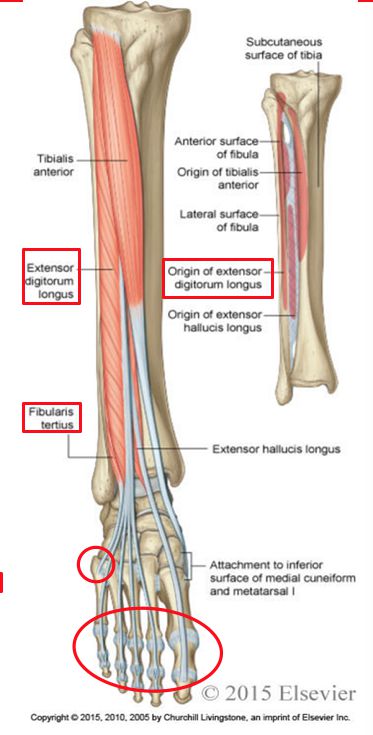 Subcutaneous
surface of tibia
Anterior surface
of fibula
Tibialis
anterior
Origin of tibialis
anterior
Lateral surface
of fibula
Extensor
digitorum
longus
Origin of extensor
digitorum longus
Origin of extensor
hallucis longus
Fibularis
tertius
Extensor hallucis longus
Attachment to inferior
surface of medial cuneiform
and metatarsal I
© 2015 Elsevier
Copyright © 2015, 2010, 2005 by Churchill Livingstone, an imprint of Elsevier Inc.